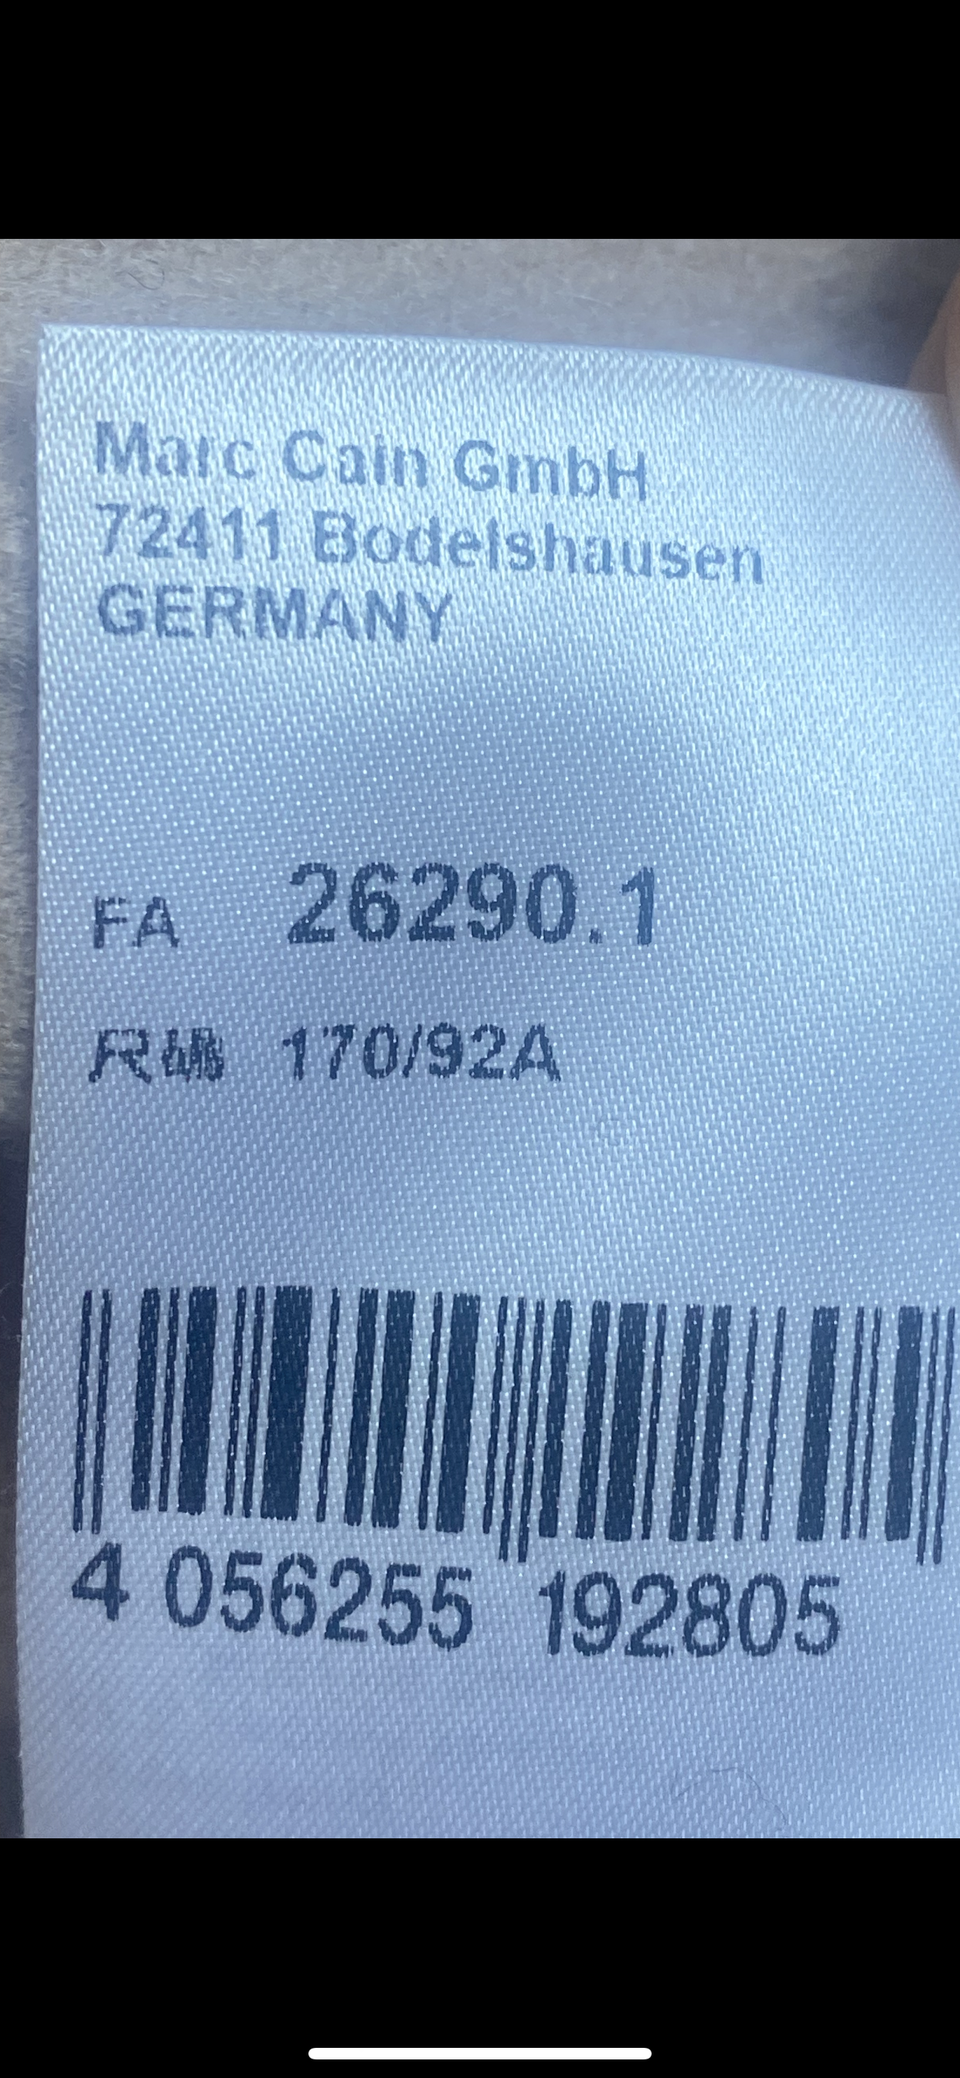 Marc Cain GmbH
72411 Bodelshausen
GERMANY
FA 26290.1
尺码 170/92A
4 056255 192805